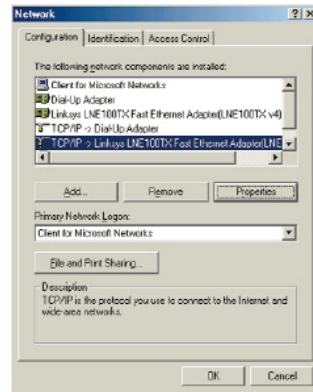 Network
Configuration Identification Access Control
The following network components are installed:
Client for Microsoft Networks
Dial-Up Adapter
Linksys LNE100TX Fast Ethernet Adapter(LNE100TX v4)
TCP/IP -> Dial-Up Adapter
TCP/IP -> Linksys LNE100TX Fast Ethernet Adapter(LNE
Add... Remove Properties
Primary Network Logon:
Client for Microsoft Networks
File and Print Sharing...
Description
TCP/IP is the protocol you use to connect to the Internet and
wide-area networks.
OK Cancel